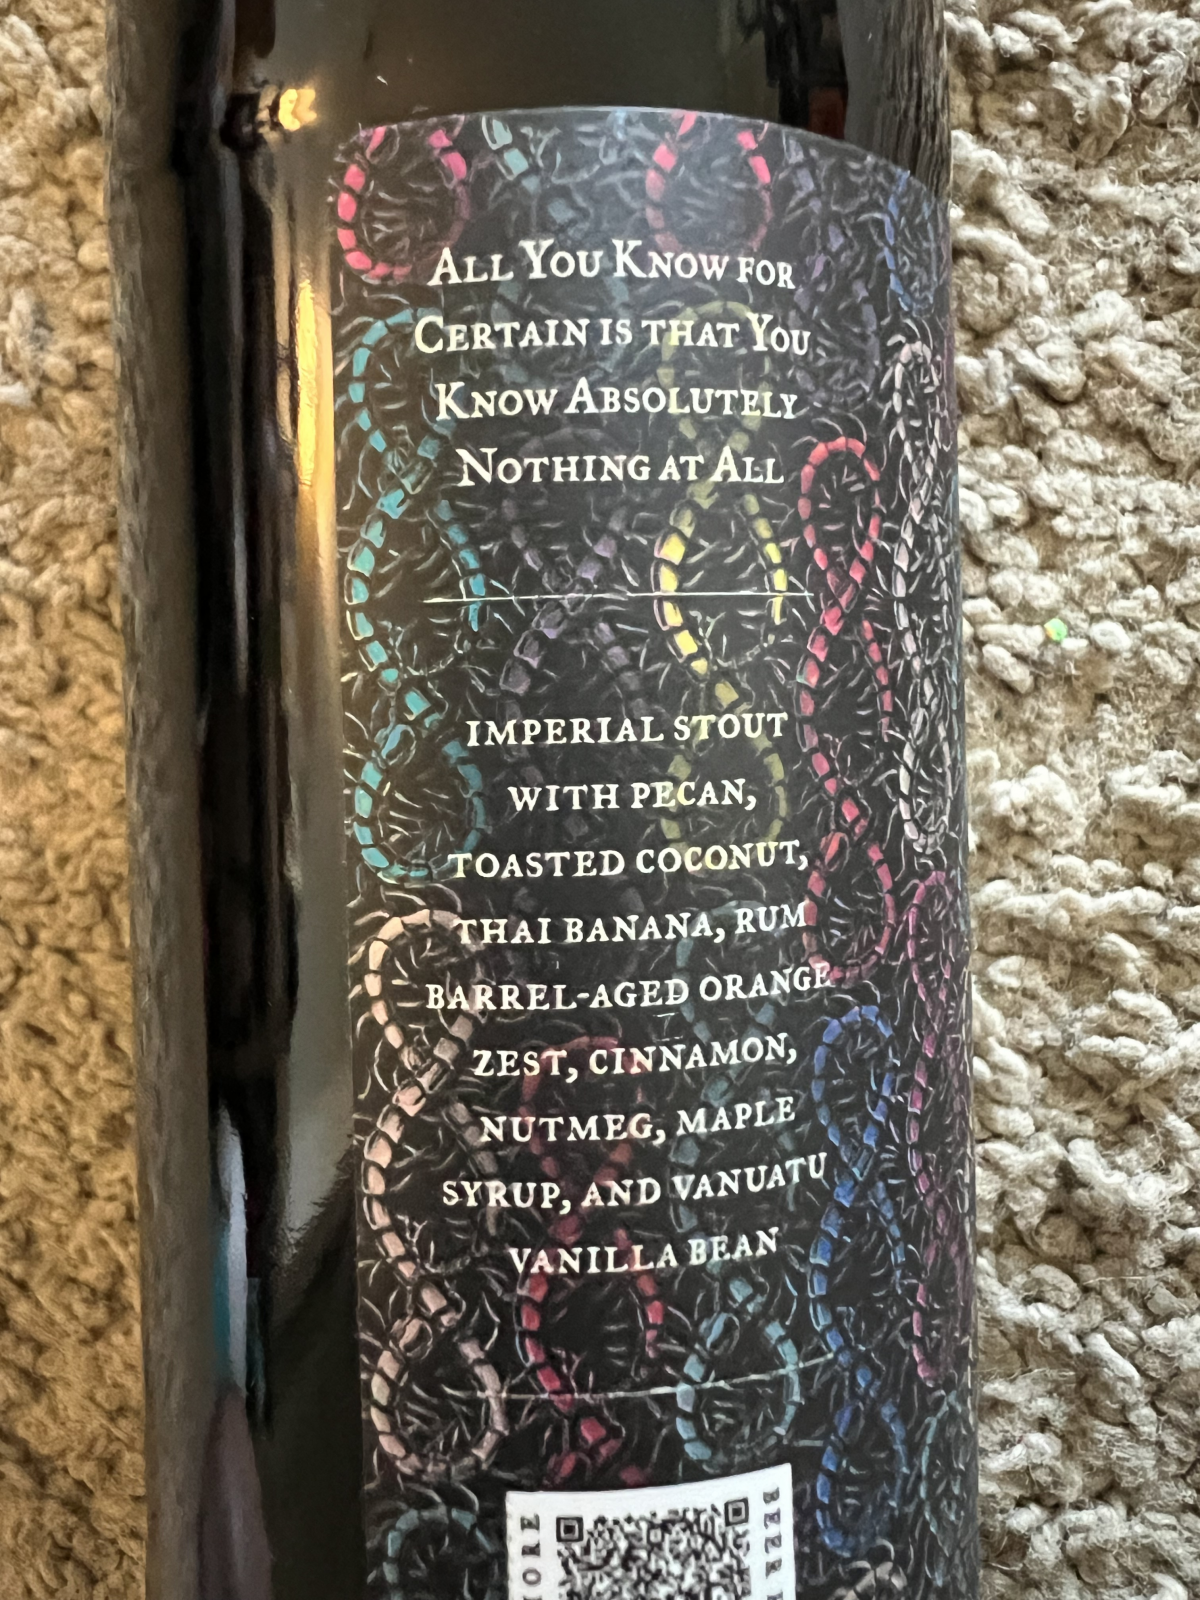 All You Know for
Certain is that You
Know Absolutely
Nothing at All
IMPERIAL STOUT
WITH PECAN,
TOASTED COCONUT,
THAI BANANA, RUM
BARREL-AGED ORANGE
ZEST, CINNAMON,
NUTMEG, MAPLE
SYRUP, AND VANUATU
VANILLA BEAN
BEER